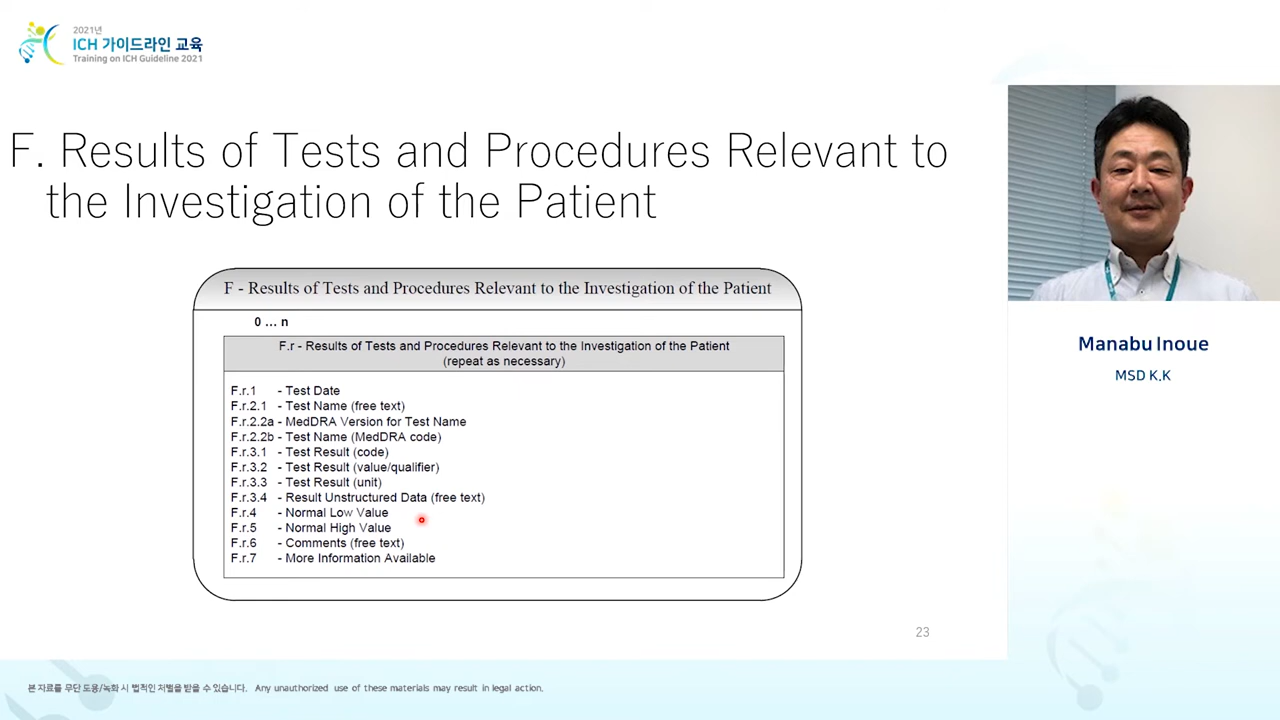 2021년
ICH 가이드라인 교육
Training on ICH Guideline 2021
F. Results of Tests and Procedures Relevant to
the Investigation of the Patient
F - Results of Tests and Procedures Relevant to the Investigation of the Patient
0 ... n
F.r - Results of Tests and Procedures Relevant to the Investigation of the Patient
(repeat as necessary)
F.r.1 - Test Date
F.r.2.1 - Test Name (free text)
F.r.2.2a - MedDRA Version for Test Name
F.r.2.2b - Test Name (MedDRA code)
F.r.3.1 - Test Result (code)
F.r.3.2 - Test Result (value/qualifier)
F.r.3.3 - Test Result (unit)
F.r.3.4 - Result Unstructured Data (free text)
F.r.4 - Normal Low Value
F.r.5 - Normal High Value
F.r.6 - Comments (free text)
F.r.7 - More Information Available
23
Manabu Inoue
MSD K.K
본 자료를 무단 도용/녹화 시 법적인 처벌을 받을 수 있습니다. Any unauthorized use of these materials may result in legal action.